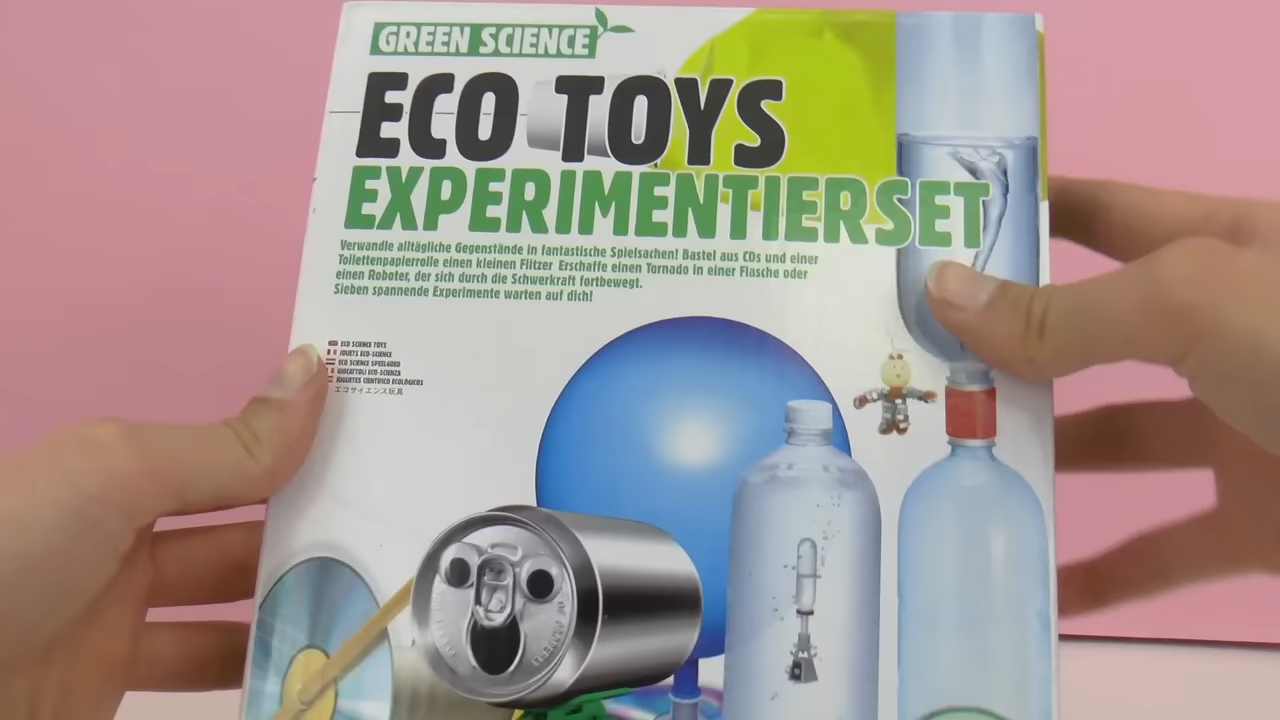 GREEN SCIENCE
ECO TOYS
EXPERIMENTIERSET
Verwandle alltägliche Gegenstände in fantastische Spielsachen! Bastel aus CDs und einer
Toilettenpapierrolle einen kleinen Flitzer. Erschaffe einen Tornado in einer Flasche oder
einen Roboter, der sich durch die Schwerkraft fortbewegt.
Sieben spannende Experimente warten auf dich!
ECO SCIENCE TOYS
JOUETS ECO-SCIENCE
ECO SCIENCE SPEELGOED
GIOCATTOLI ECO-SCIENZA
JUGUETES CIENTIFICO ECOLÓGICOS
エコサイエンス玩具